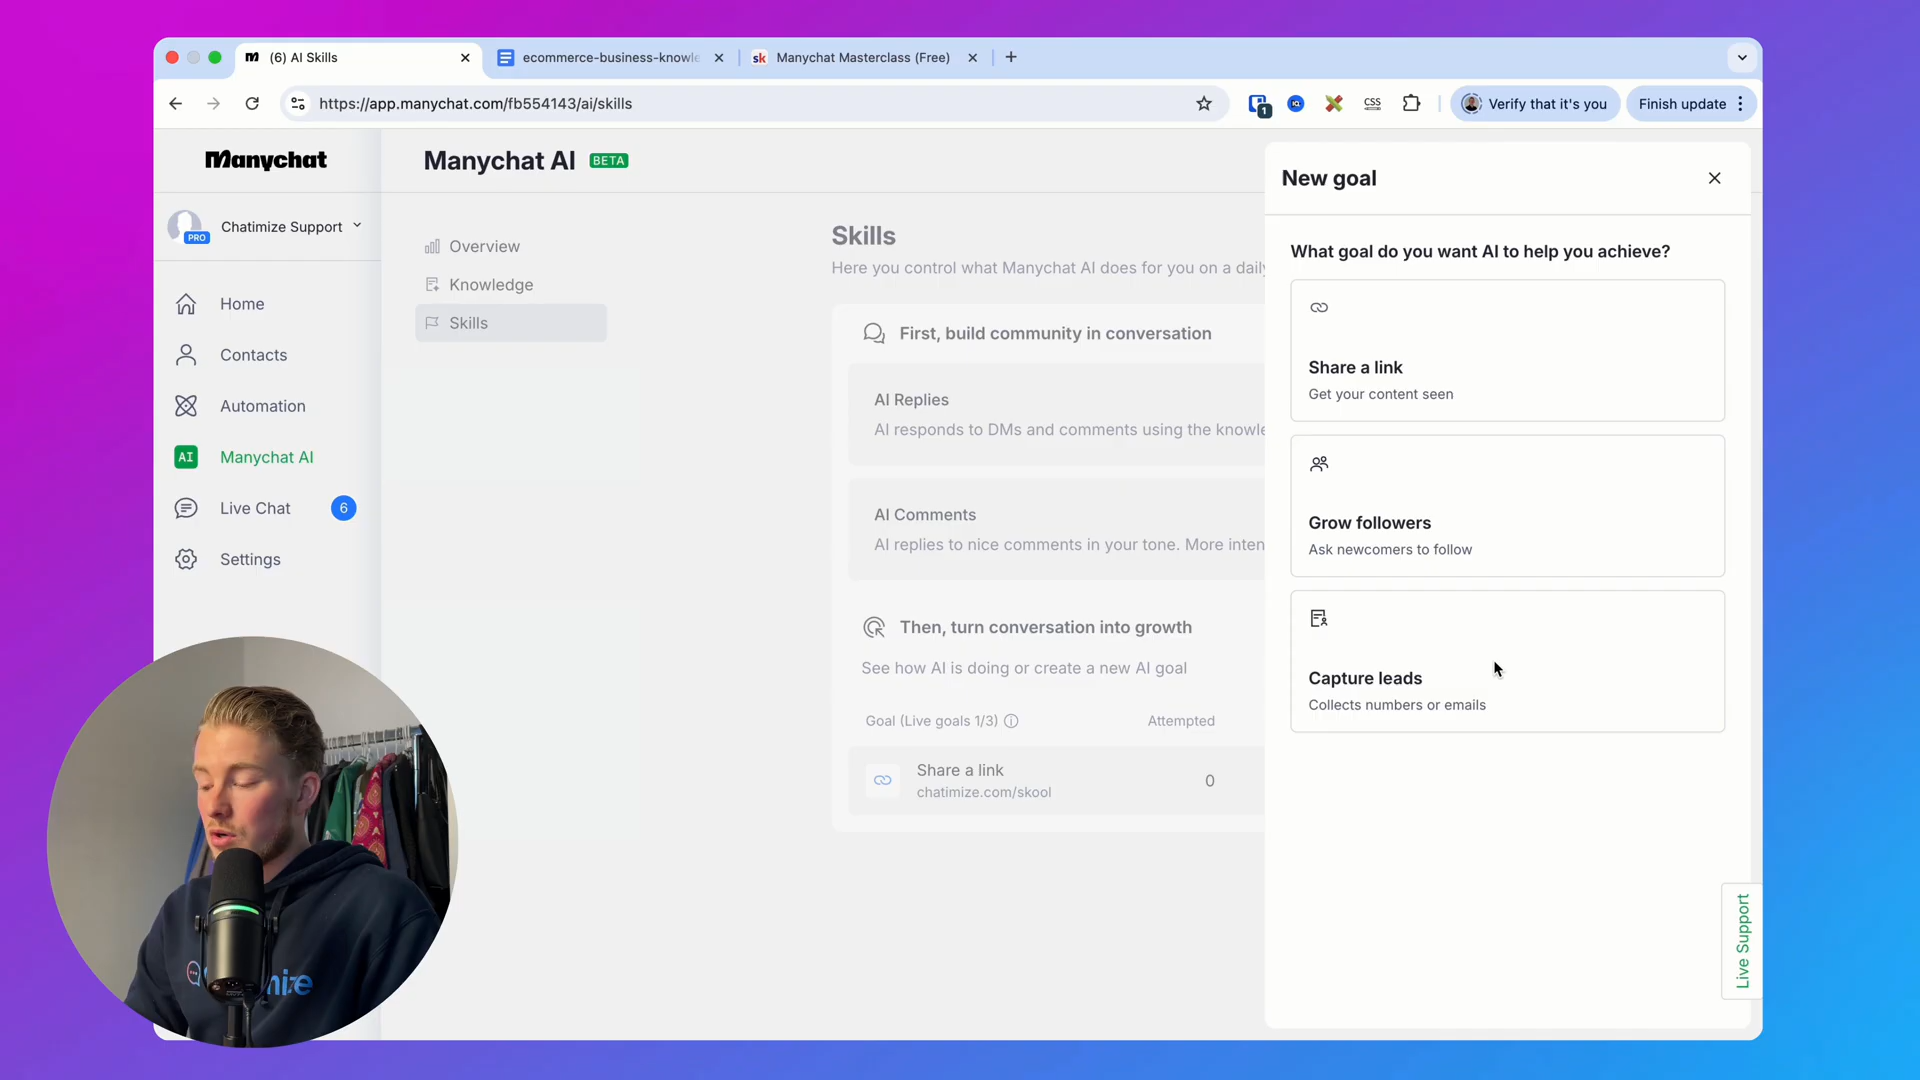 (6) AI Skills
ecommerce-business-knowle
sk
Manychat Masterclass (Free)
https://app.manychat.com/fb554143/ai/skills
1
CSS
Verify that it's you
Finish update
Manychat
Manychat AI
BETA
Chatimize Support
PRO
Home
Contacts
Automation
AI
Manychat AI
Live Chat
6
Settings
Overview
Knowledge
Skills
Skills
Here you control what Manychat AI does for you on a daily
First, build community in conversation
AI Replies
AI responds to DMs and comments using the knowle
AI Comments
AI replies to nice comments in your tone. More inten
Then, turn conversation into growth
See how AI is doing or create a new AI goal
Goal (Live goals 1/3)
Attempted
Share a link
chatimize.com/skool
0
New goal
What goal do you want AI to help you achieve?
Share a link
Get your content seen
Grow followers
Ask newcomers to follow
Capture leads
Collects numbers or emails
Live Support